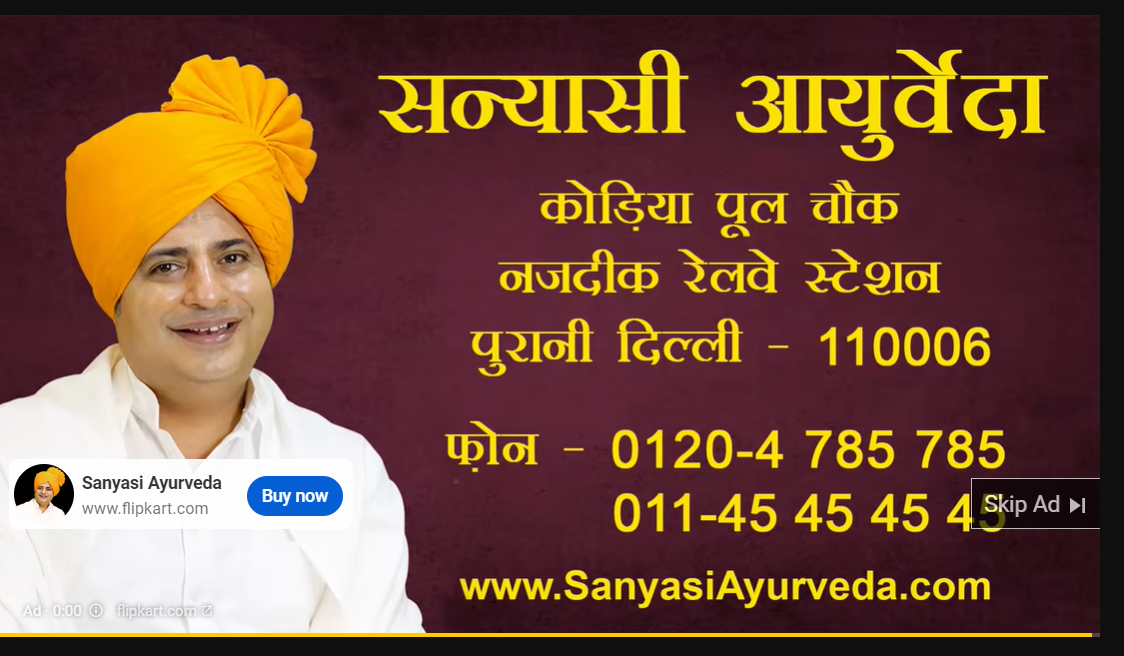 सन्यासी आयुर्वेदा
कोड़िया पूल चौक
नजदीक रेलवे स्टेशन
पुरानी दिल्ली - 110006
फ़ोन - 0120-4 785 785
011-45 45 45 45
Skip Ad
Sanyasi Ayurveda
www.flipkart.com
Buy now
www.SanyasiAyurveda.com
Ad · 0:00
flipkart.com